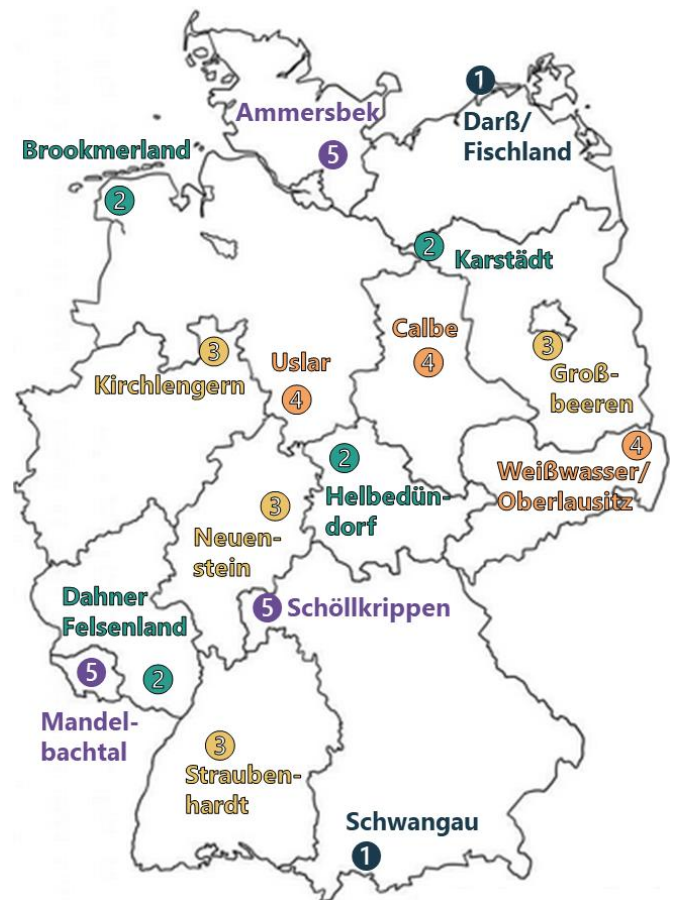 1
Ammersbek
Darß/
Fischland
5
Brookmerland
2
2
Karstädt
Calbe
3
Uslar
3
4
Kirchlengern
Groß-
beeren
4
4
2
Weißwasser/
Oberlausitz
Helbedün-
dorf
3
Neuen-
stein
Dahner
Felsenland
5
Schöllkrippen
5
2
Mandel-
bachtal
3
Strauben-
hardt
Schwangau
1